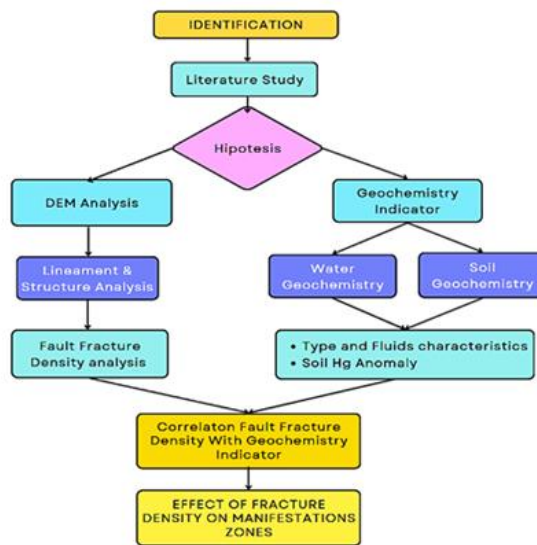 IDENTIFICATION
Literature Study
Hipotesis
DEM Analysis
Geochemistry
Indicator
Lineament &
Structure Analysis
Water
Geochemistry
Soil
Geochemistry
Fault Fracture
Density analysis
• Type and Fluids characteristics
• Soil Hg Anomaly
Correlaton Fault Fracture
Density With Geochemistry
Indicator
EFFECT OF FRACTURE
DENSITY ON MANIFESTATIONS
ZONES